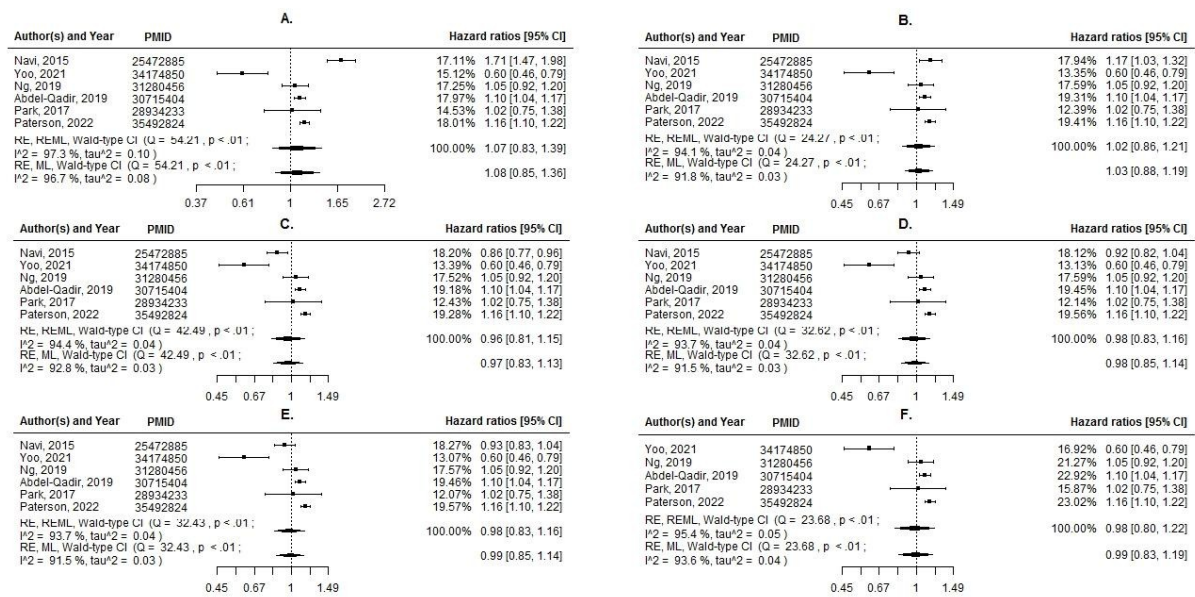 A.
Author(s) and Year PMID Hazard ratios [95% CI]
Navi, 2015 25472885 17.11% 1.71 [1.47, 1.98]
Yoo, 2021 34174850 15.12% 0.60 [0.46, 0.79]
Ng, 2019 31280456 17.25% 1.05 [0.92, 1.20]
Abdel-Qadir, 2019 30715404 17.97% 1.10 [1.04, 1.17]
Park, 2017 28934233 14.53% 1.02 [0.75, 1.38]
Paterson, 2022 35492824 18.01% 1.16 [1.10, 1.22]
RE, REML, Wald-type CI (Q = 54.21 , p < .01 ;
I^2 = 97.3 %, tau^2 = 0.10 ) 100.00% 1.07 [0.83, 1.39]
RE, ML, Wald-type CI (Q = 54.21 , p < .01 ;
I^2 = 96.7 %, tau^2 = 0.08 ) 1.08 [0.85, 1.36]
0.37 0.61 1 1.65 2.72
B.
Author(s) and Year PMID Hazard ratios [95% CI]
Navi, 2015 25472885 17.94% 1.17 [1.03, 1.32]
Yoo, 2021 34174850 13.35% 0.60 [0.46, 0.79]
Ng, 2019 31280456 17.59% 1.05 [0.92, 1.20]
Abdel-Qadir, 2019 30715404 19.31% 1.10 [1.04, 1.17]
Park, 2017 28934233 12.39% 1.02 [0.75, 1.38]
Paterson, 2022 35492824 19.41% 1.16 [1.10, 1.22]
RE, REML, Wald-type CI (Q = 24.27 , p < .01 ;
I^2 = 94.1 %, tau^2 = 0.04 ) 100.00% 1.02 [0.86, 1.21]
RE, ML, Wald-type CI (Q = 24.27 , p < .01 ;
I^2 = 91.8 %, tau^2 = 0.03 ) 1.03 [0.88, 1.19]
0.45 0.67 1 1.49
C.
Author(s) and Year PMID Hazard ratios [95% CI]
Navi, 2015 25472885 18.20% 0.86 [0.77, 0.96]
Yoo, 2021 34174850 13.39% 0.60 [0.46, 0.79]
Ng, 2019 31280456 17.52% 1.05 [0.92, 1.20]
Abdel-Qadir, 2019 30715404 19.18% 1.10 [1.04, 1.17]
Park, 2017 28934233 12.43% 1.02 [0.75, 1.38]
Paterson, 2022 35492824 19.28% 1.16 [1.10, 1.22]
RE, REML, Wald-type CI (Q = 42.49 , p < .01 ;
I^2 = 94.4 %, tau^2 = 0.04 ) 100.00% 0.96 [0.81, 1.15]
RE, ML, Wald-type CI (Q = 42.49 , p < .01 ;
I^2 = 92.8 %, tau^2 = 0.03 ) 0.97 [0.83, 1.13]
0.45 0.67 1 1.49
D.
Author(s) and Year PMID Hazard ratios [95% CI]
Navi, 2015 25472885 18.12% 0.92 [0.82, 1.04]
Yoo, 2021 34174850 13.13% 0.60 [0.46, 0.79]
Ng, 2019 31280456 17.59% 1.05 [0.92, 1.20]
Abdel-Qadir, 2019 30715404 19.45% 1.10 [1.04, 1.17]
Park, 2017 28934233 12.14% 1.02 [0.75, 1.38]
Paterson, 2022 35492824 19.56% 1.16 [1.10, 1.22]
RE, REML, Wald-type CI (Q = 32.62 , p < .01 ;
I^2 = 93.7 %, tau^2 = 0.04 ) 100.00% 0.98 [0.83, 1.16]
RE, ML, Wald-type CI (Q = 32.62 , p < .01 ;
I^2 = 91.5 %, tau^2 = 0.03 ) 0.98 [0.85, 1.14]
0.45 0.67 1 1.49
E.
Author(s) and Year PMID Hazard ratios [95% CI]
Navi, 2015 25472885 18.27% 0.93 [0.83, 1.04]
Yoo, 2021 34174850 13.07% 0.60 [0.46, 0.79]
Ng, 2019 31280456 17.57% 1.05 [0.92, 1.20]
Abdel-Qadir, 2019 30715404 19.46% 1.10 [1.04, 1.17]
Park, 2017 28934233 12.07% 1.02 [0.75, 1.38]
Paterson, 2022 35492824 19.57% 1.16 [1.10, 1.22]
RE, REML, Wald-type CI (Q = 32.43 , p < .01 ;
I^2 = 93.7 %, tau^2 = 0.04 ) 100.00% 0.98 [0.83, 1.16]
RE, ML, Wald-type CI (Q = 32.43 , p < .01 ;
I^2 = 91.5 %, tau^2 = 0.03 ) 0.99 [0.85, 1.14]
0.45 0.67 1 1.49
F.
Author(s) and Year PMID Hazard ratios [95% CI]
Yoo, 2021 34174850 16.92% 0.60 [0.46, 0.79]
Ng, 2019 31280456 21.27% 1.05 [0.92, 1.20]
Abdel-Qadir, 2019 30715404 22.92% 1.10 [1.04, 1.17]
Park, 2017 28934233 15.87% 1.02 [0.75, 1.38]
Paterson, 2022 35492824 23.02% 1.16 [1.10, 1.22]
RE, REML, Wald-type CI (Q = 23.68 , p < .01 ;
I^2 = 95.4 %, tau^2 = 0.05 ) 100.00% 0.98 [0.80, 1.22]
RE, ML, Wald-type CI (Q = 23.68 , p < .01 ;
I^2 = 93.6 %, tau^2 = 0.04 ) 0.99 [0.83, 1.19]
0.45 0.67 1 1.49